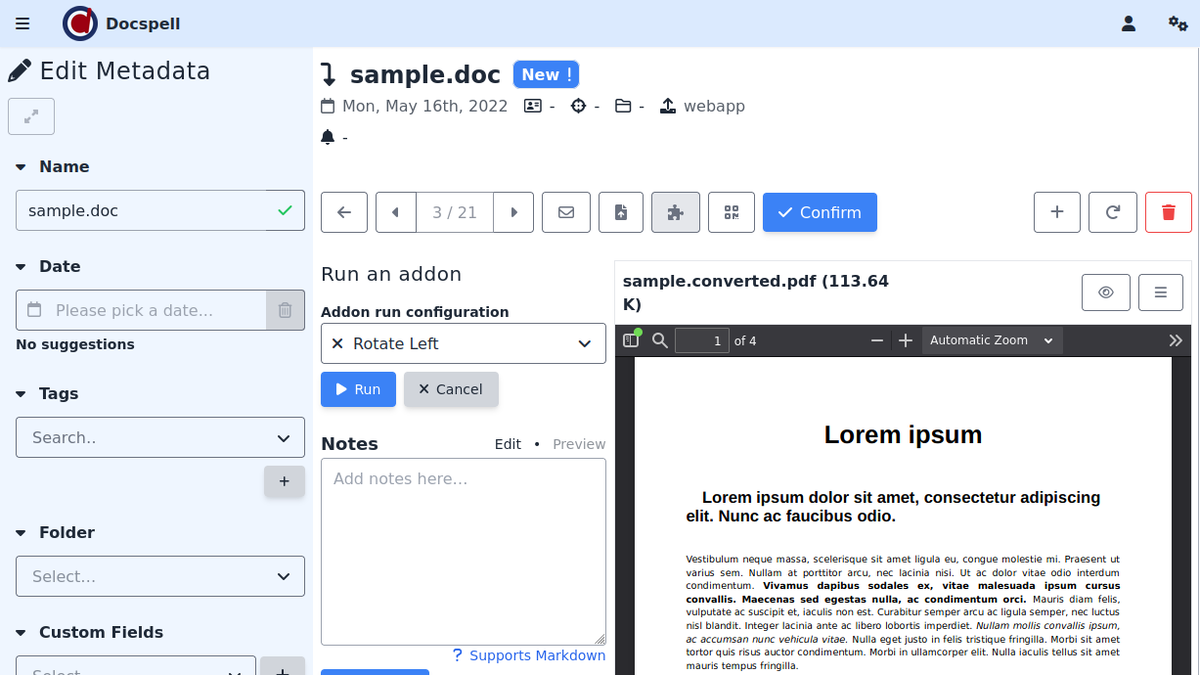 Docspell
Edit Metadata
Name
sample.doc
Date
Please pick a date...
No suggestions
Tags
Search..
+
Folder
Select...
Custom Fields
Select...
sample.doc New !
Mon, May 16th, 2022 - - - webapp
-
3 / 21
Confirm
Run an addon
Addon run configuration
Rotate Left
Run
Cancel
Notes Edit • Preview
Add notes here...
? Supports Markdown
sample.converted.pdf (113.64
K)
1 of 4
Automatic Zoom
Lorem ipsum
Lorem ipsum dolor sit amet, consectetur adipiscing
elit. Nunc ac faucibus odio.
Vestibulum neque massa, scelerisque sit amet ligula eu, congue molestie mi. Praesent ut
varius sem. Nullam at porttitor arcu, nec lacinia nisi. Ut ac dolor vitae odio interdum
condimentum. Vivamus dapibus sodales ex, vitae malesuada ipsum cursus
convallis. Maecenas sed egestas nulla, ac condimentum orci. Mauris diam felis,
vulputate ac suscipit et, iaculis non est. Curabitur semper arcu ac ligula semper, nec luctus
nisl blandit. Integer lacinia ante ac libero lobortis imperdiet. Nullam mollis convallis ipsum,
ac accumsan nunc vehicula vitae. Nulla eget justo in felis tristique fringilla. Morbi sit amet
tortor quis risus auctor condimentum. Morbi in ullamcorper elit. Nulla iaculis tellus sit amet
mauris tempus fringilla.